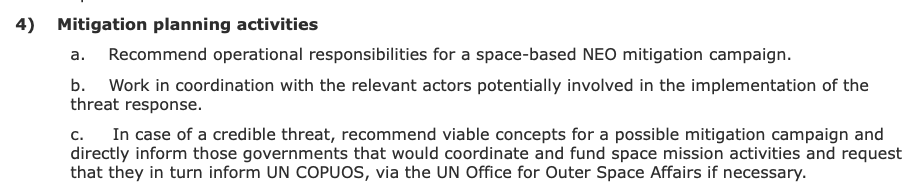 4) Mitigation planning activities
a. Recommend operational responsibilities for a space-based NEO mitigation campaign.
b. Work in coordination with the relevant actors potentially involved in the implementation of the
threat response.
c. In case of a credible threat, recommend viable concepts for a possible mitigation campaign and
directly inform those governments that would coordinate and fund space mission activities and request
that they in turn inform UN COPUOS, via the UN Office for Outer Space Affairs if necessary.